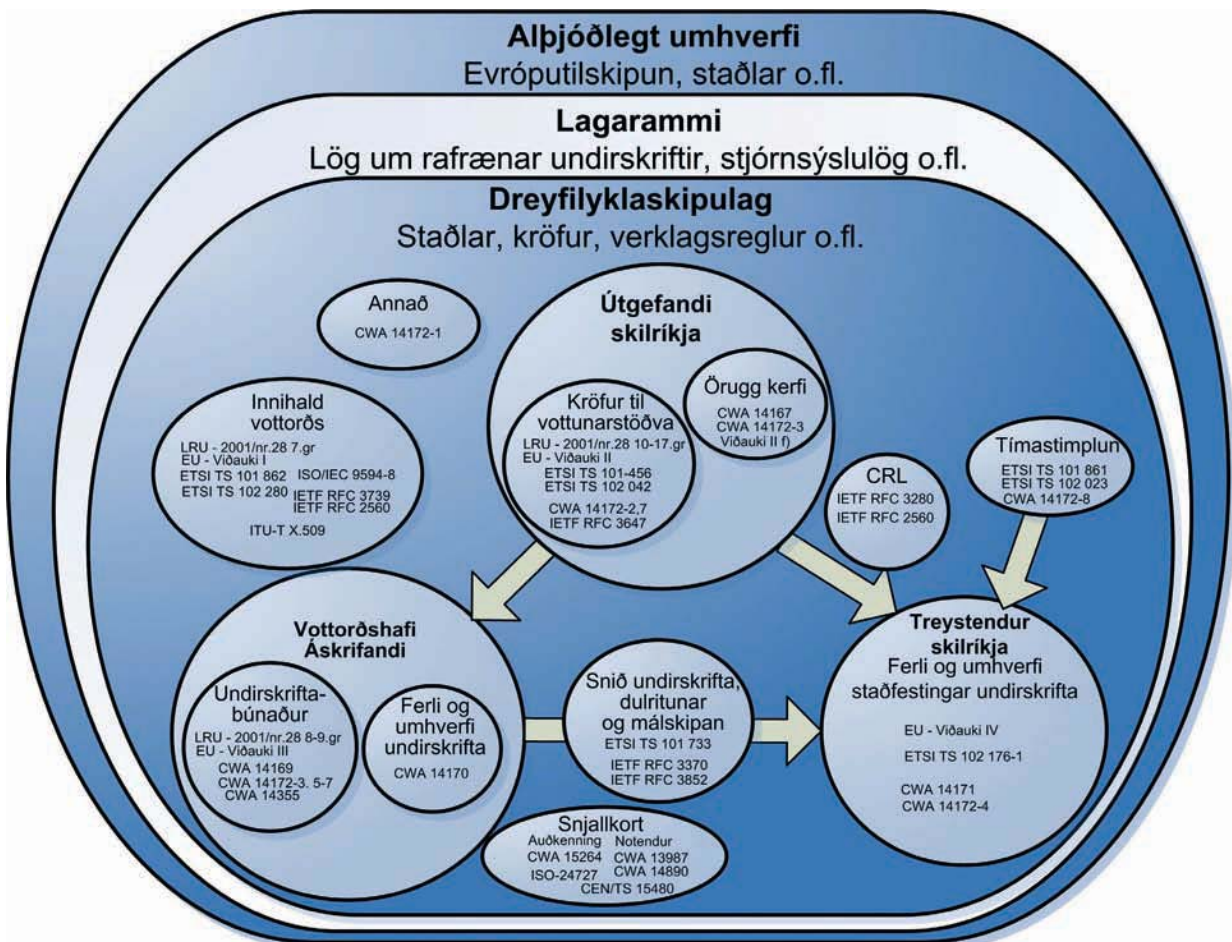 Alþjóðlegt umhverfi
Evróputilskipun, staðlar o.fl.
Lagarammi
Lög um rafrænar undirskriftir, stjórnsýslulög o.fl.
Dreyfilyklaskipulag
Staðlar, kröfur, verklagsreglur o.fl.
Annað
CWA 14172-1
Útgefandi
skilríkja
Kröfur til
vottunarstöðva
LRU - 2001/nr.28 10-17.gr
EU - Viðauki II
ETSI TS 101-456
ETSI TS 102 042
CWA 14172-2,7
IETF RFC 3647
Örugg kerfi
CWA 14167
CWA 14172-3
Viðauki II f)
Innihald
vottorðs
LRU - 2001/nr.28 7.gr
EU - Viðauki I
ETSI TS 101 862
ETSI TS 102 280
ISO/IEC 9594-8
IETF RFC 3739
IETF RFC 2560
ITU-T X.509
CRL
IETF RFC 3280
IETF RFC 2560
Tímastimplun
ETSI TS 101 861
ETSI TS 102 023
CWA 14172-8
Vottorðshafi
Áskrifandi
Undirskrifta-
búnaður
LRU - 2001/nr.28 8-9.gr
EU - Viðauki III
CWA 14169
CWA 14172-3. 5-7
CWA 14355
Ferli og
umhverfi
undirskrifta
CWA 14170
Snið undirskrifta,
dulritunar
og málskipan
ETSI TS 101 733
IETF RFC 3370
IETF RFC 3852
Treystendur
skilríkja
Ferli og umhverfi
staðfestingar undirskrifta
EU - Viðauki IV
ETSI TS 102 176-1
CWA 14171
CWA 14172-4
Snjallkort
Auðkenning Notendur
CWA 15264 CWA 13987
ISO-24727 CWA 14890
CEN/TS 15480